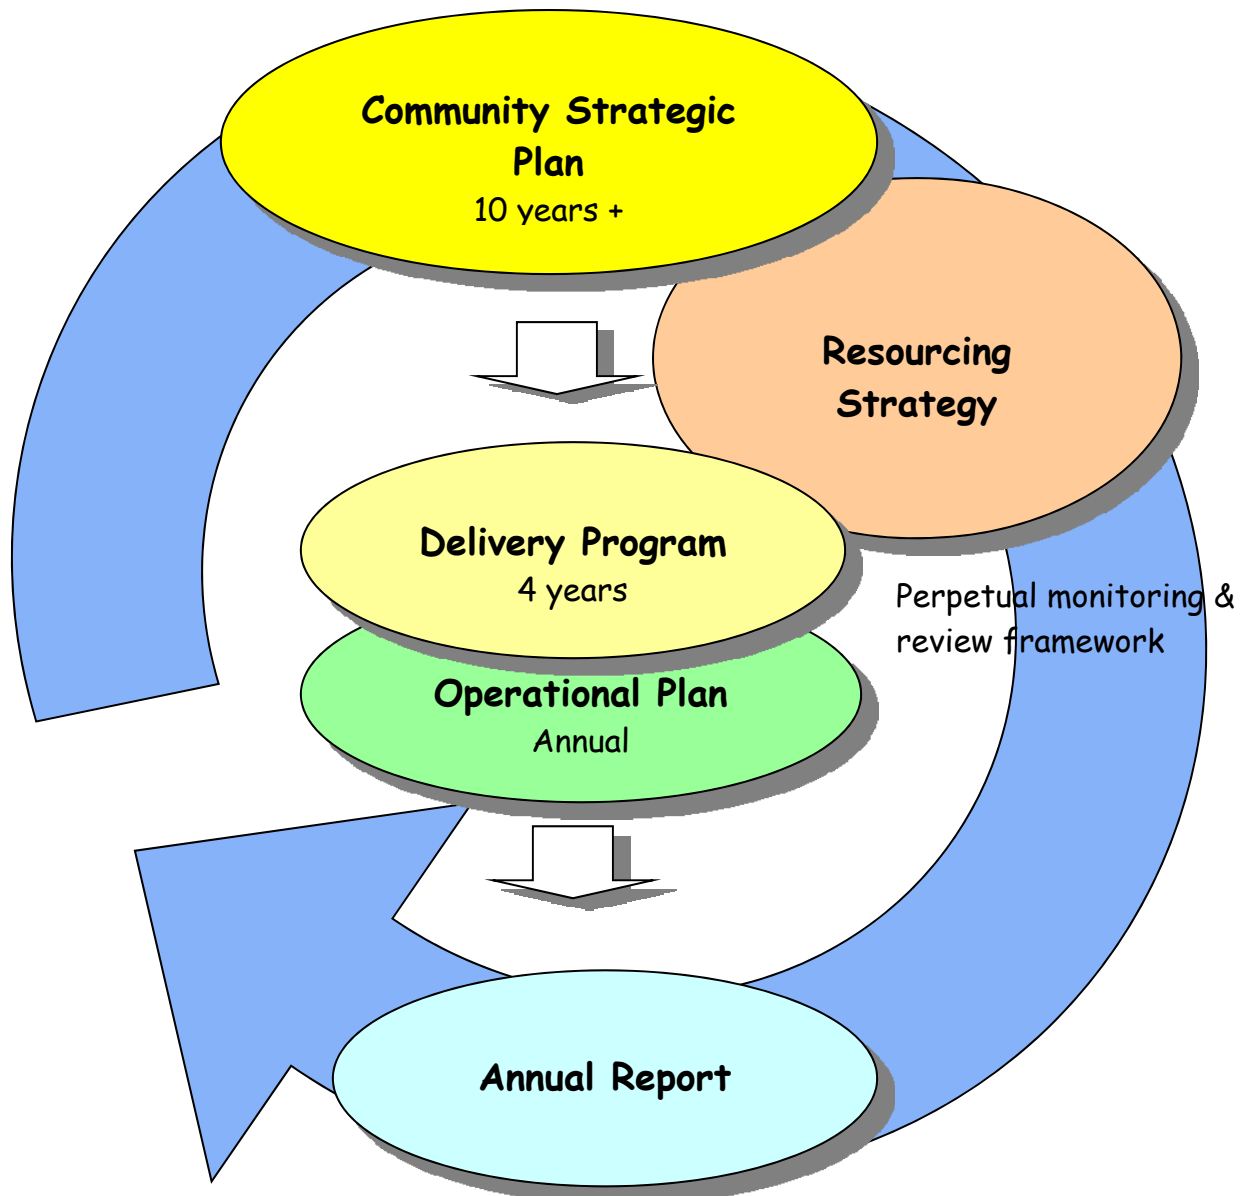 Community Strategic
Plan
10 years +
Resourcing
Strategy
Delivery Program
4 years
Perpetual monitoring &
review framework
Operational Plan
Annual
Annual Report